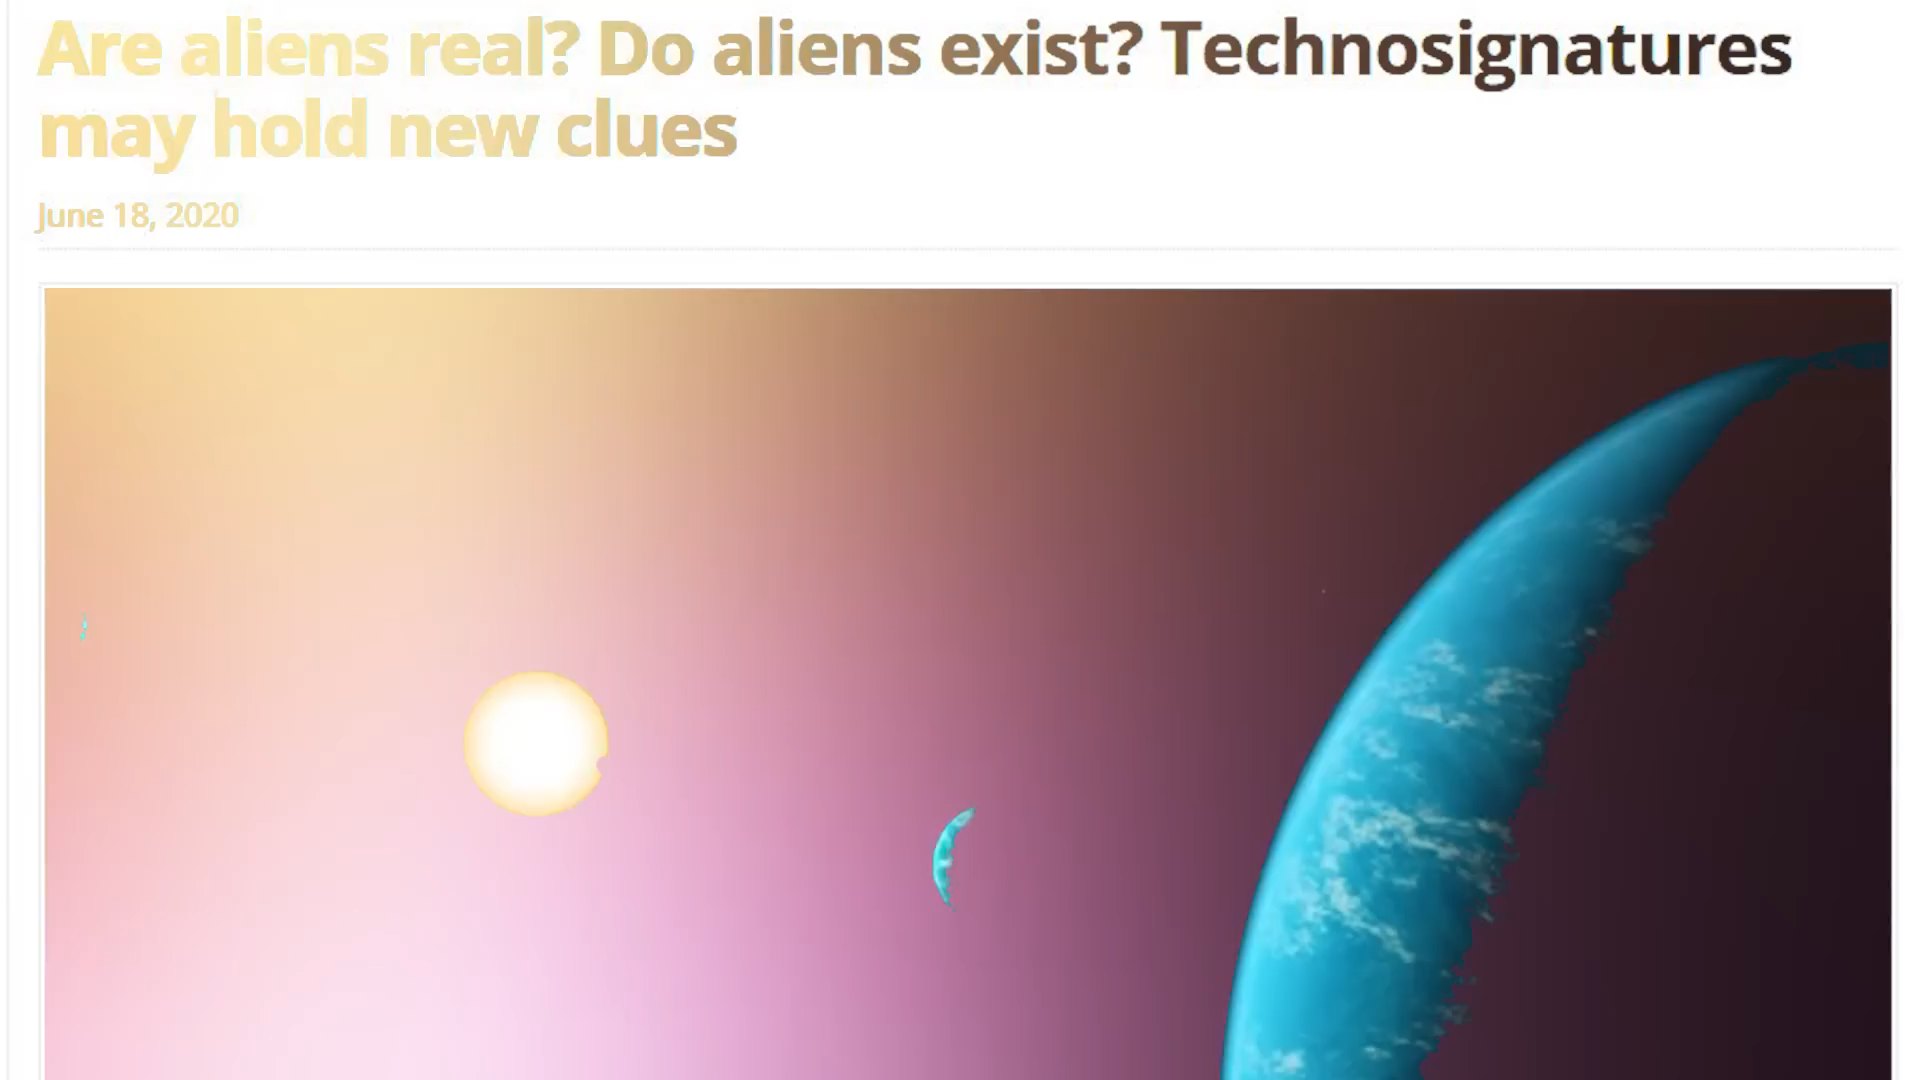 Are aliens real? Do aliens exist? Technosignatures
may hold new clues
June 18, 2020